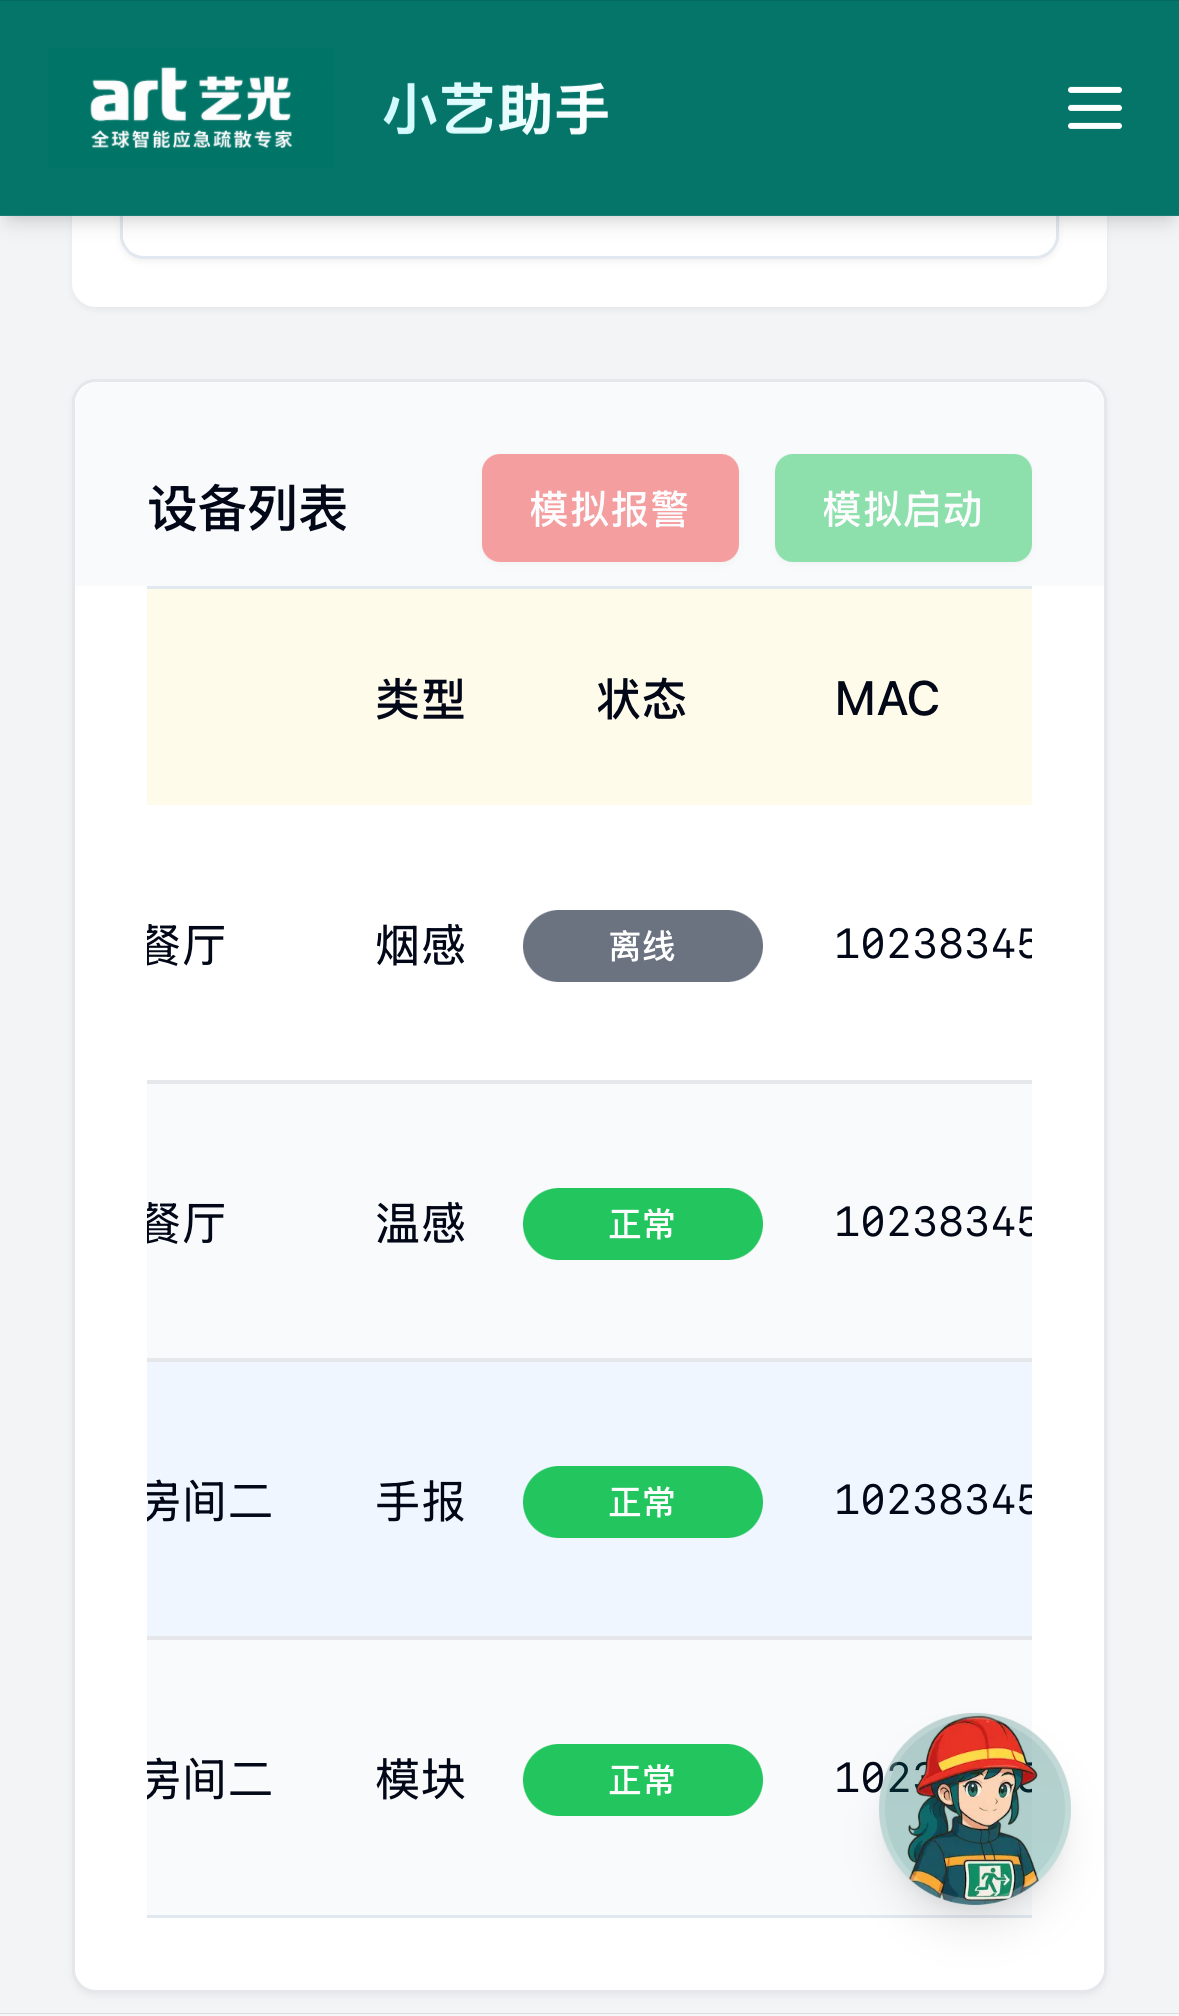 art 艺光
全球智能应急疏散专家
小艺助手
设备列表
模拟报警
模拟启动
类型 状态 MAC
餐厅 烟感 离线 10238345
餐厅 温感 正常 10238345
房间二 手报 正常 10238345
房间二 模块 正常 102